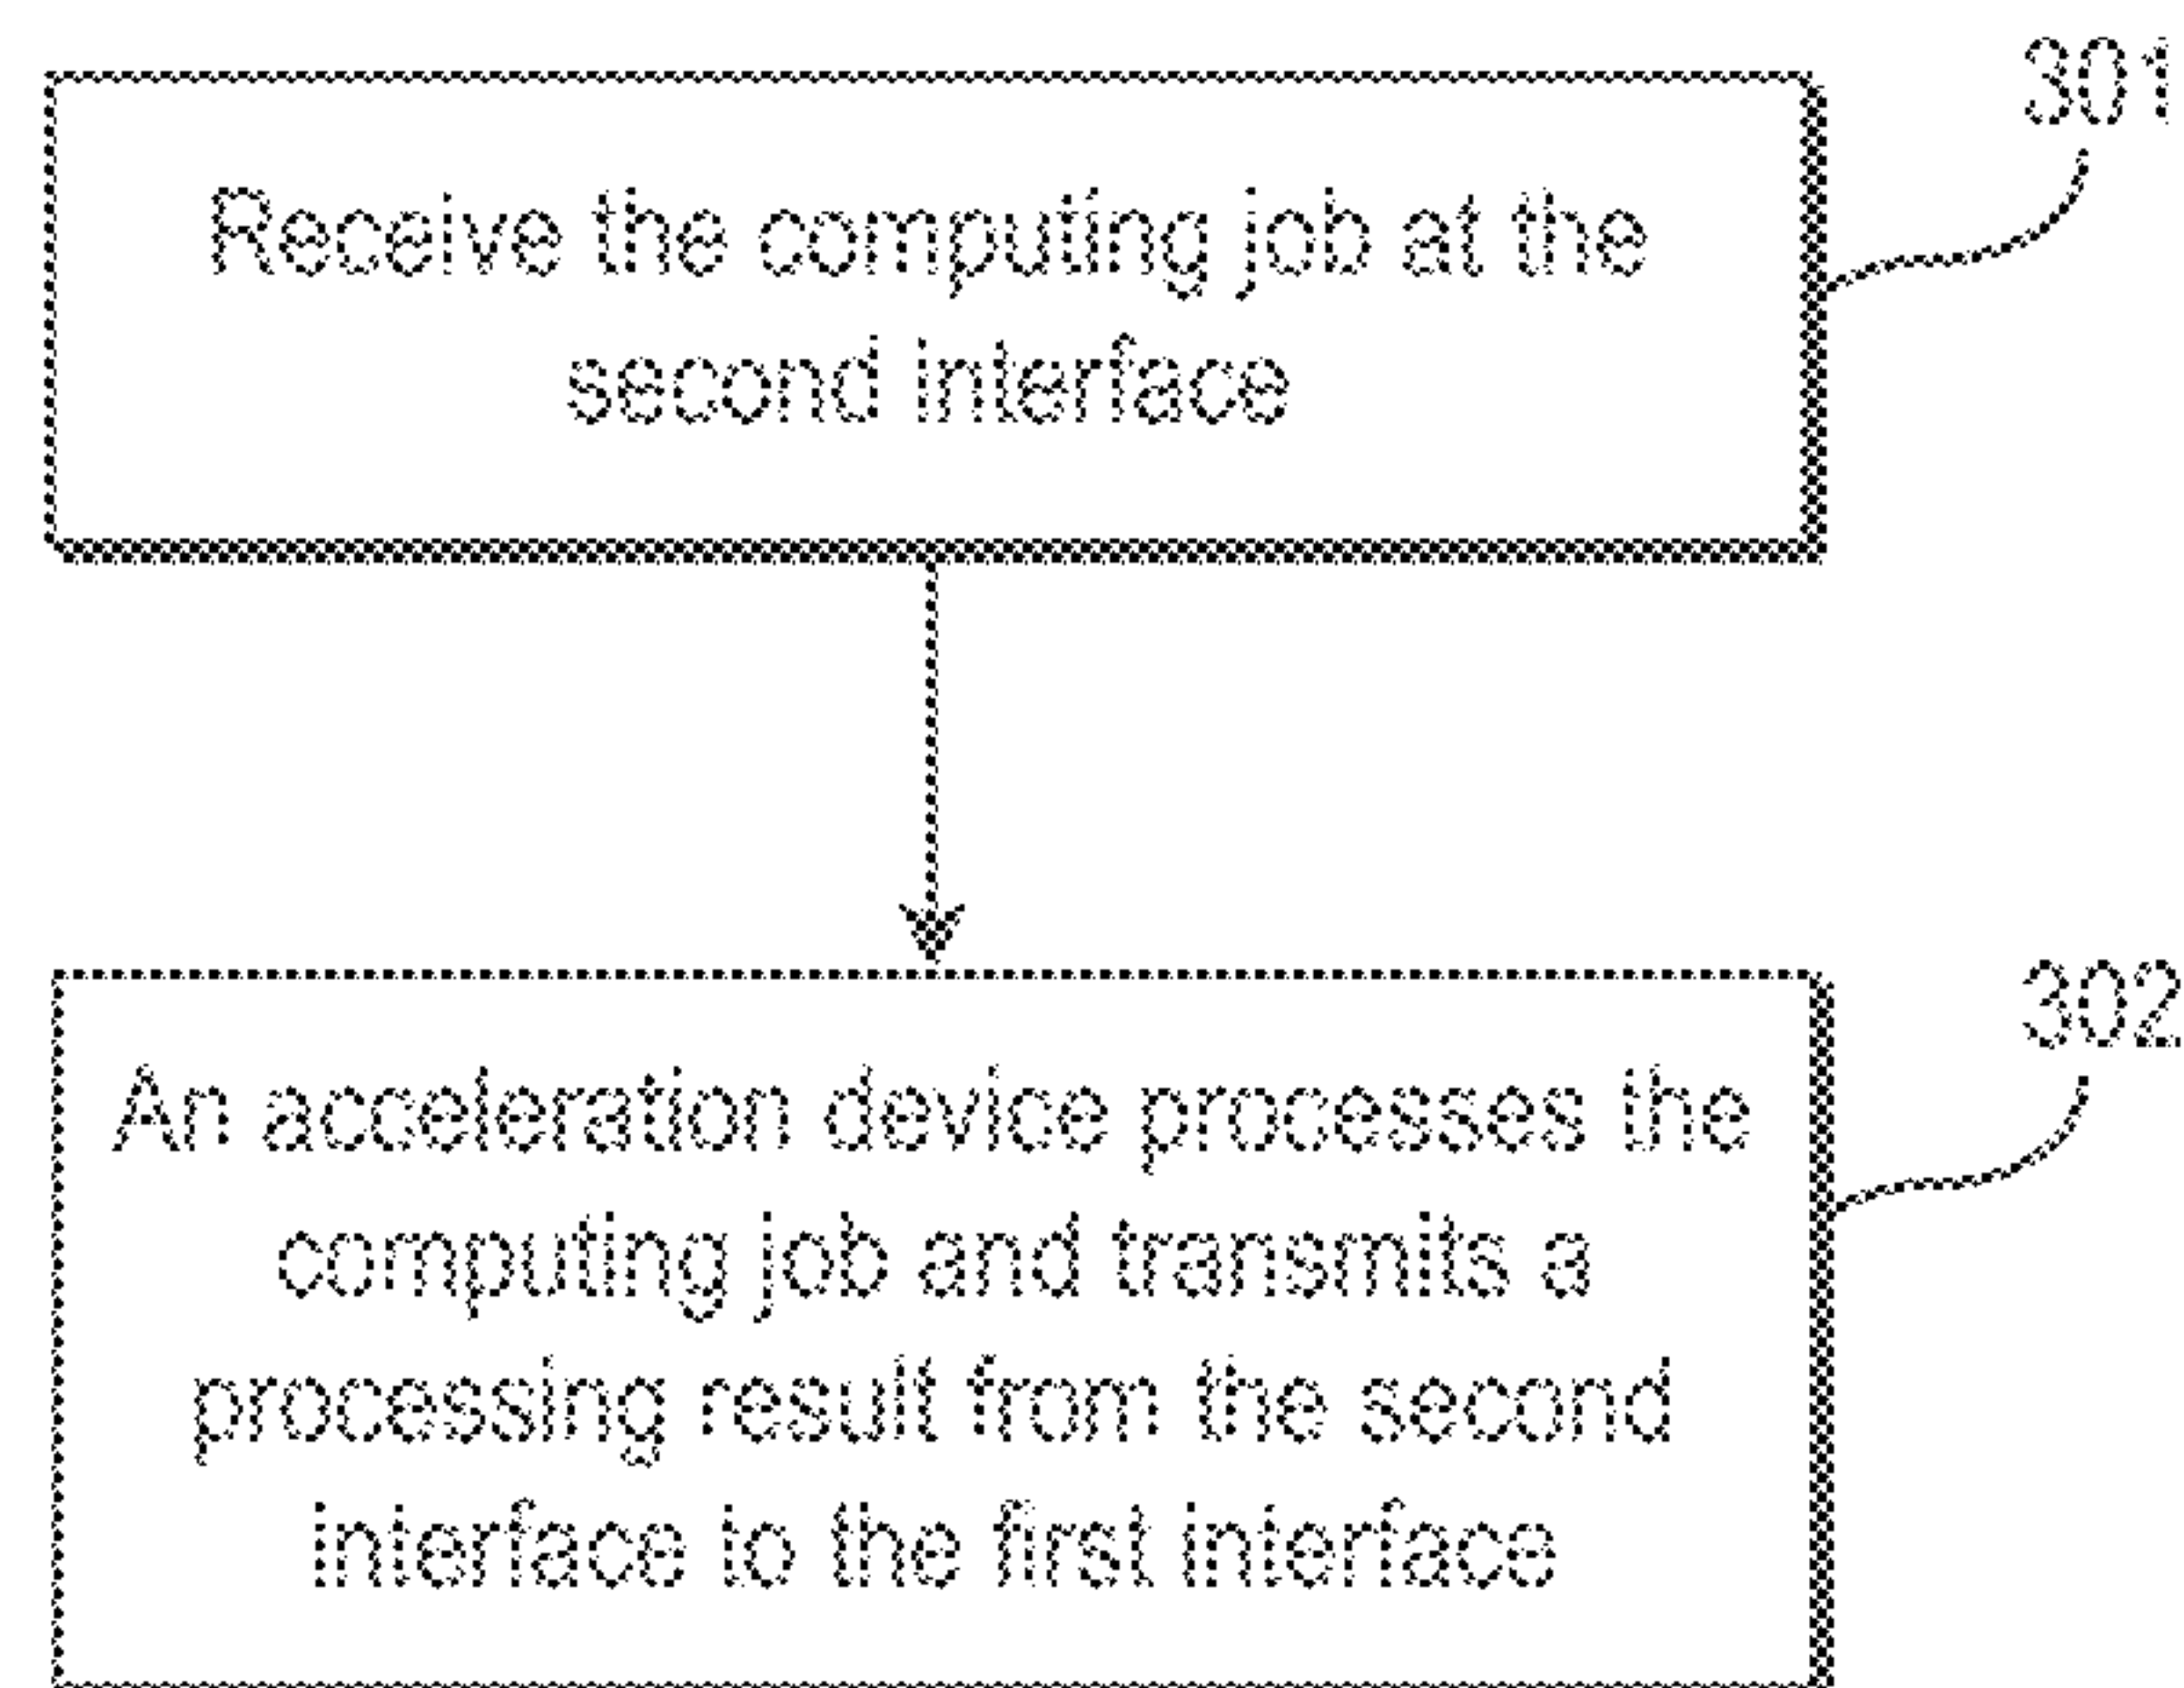 301
Receive the computing job at the
second interface
302
An acceleration device processes the
computing job and transmits a
processing result from the second
interface to the first interface